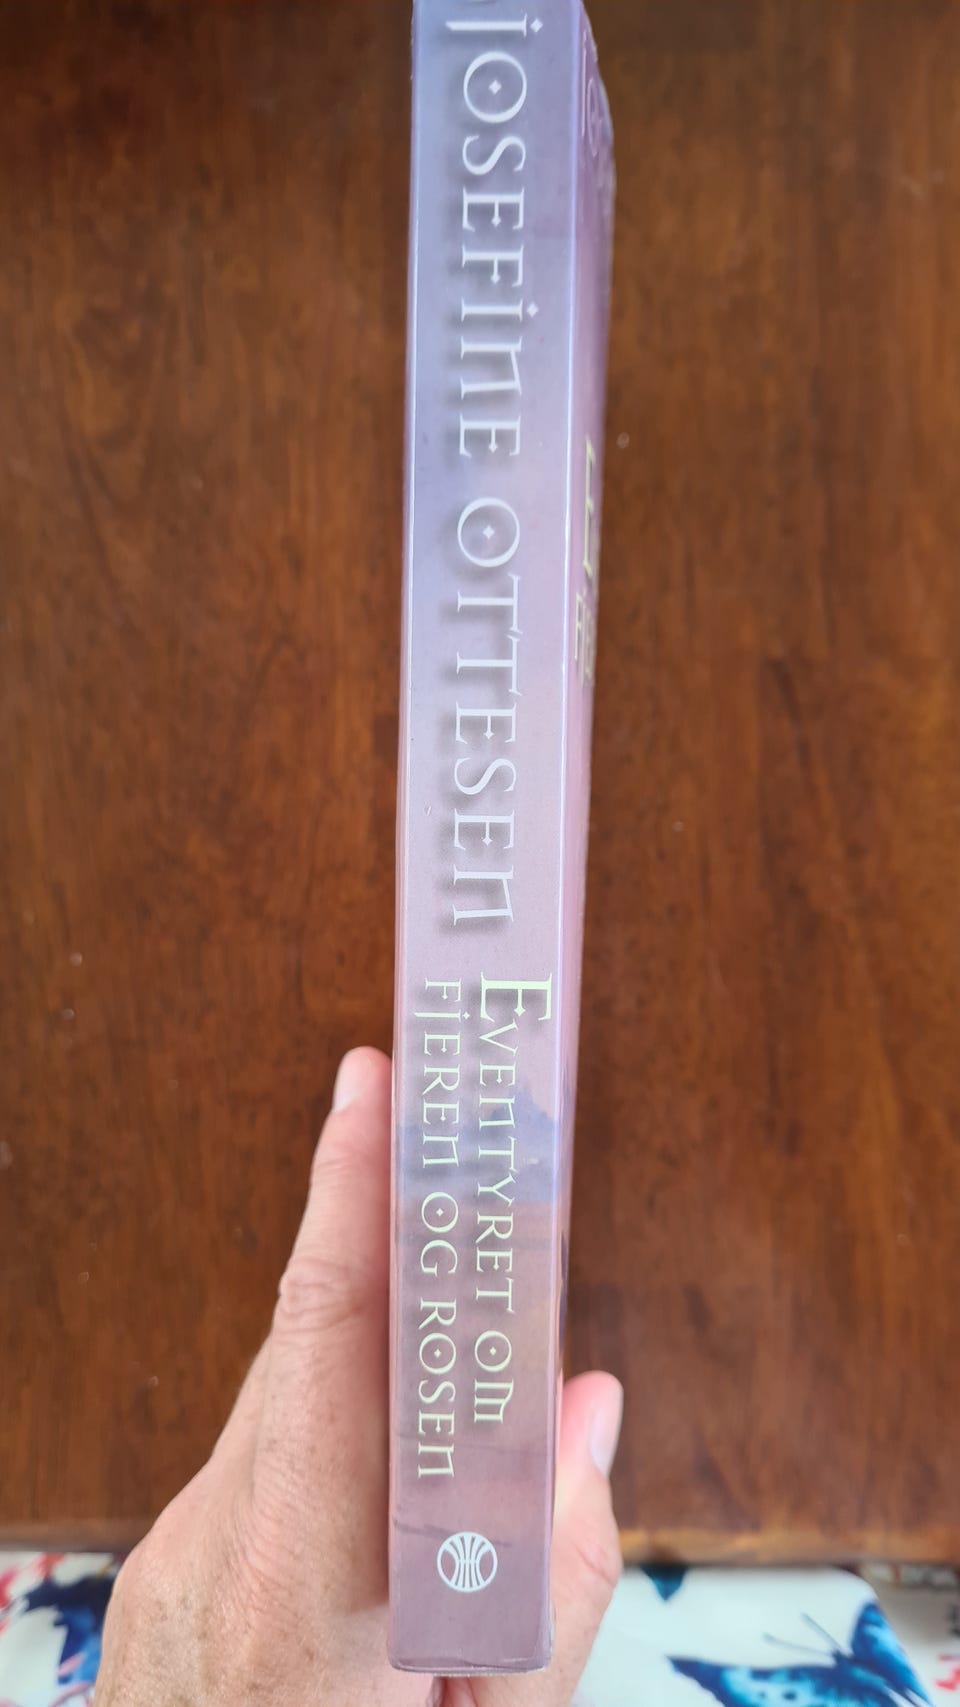 JOSEFINE OTTESEN
EVENTYRET OM
FJEREN OG ROSEN